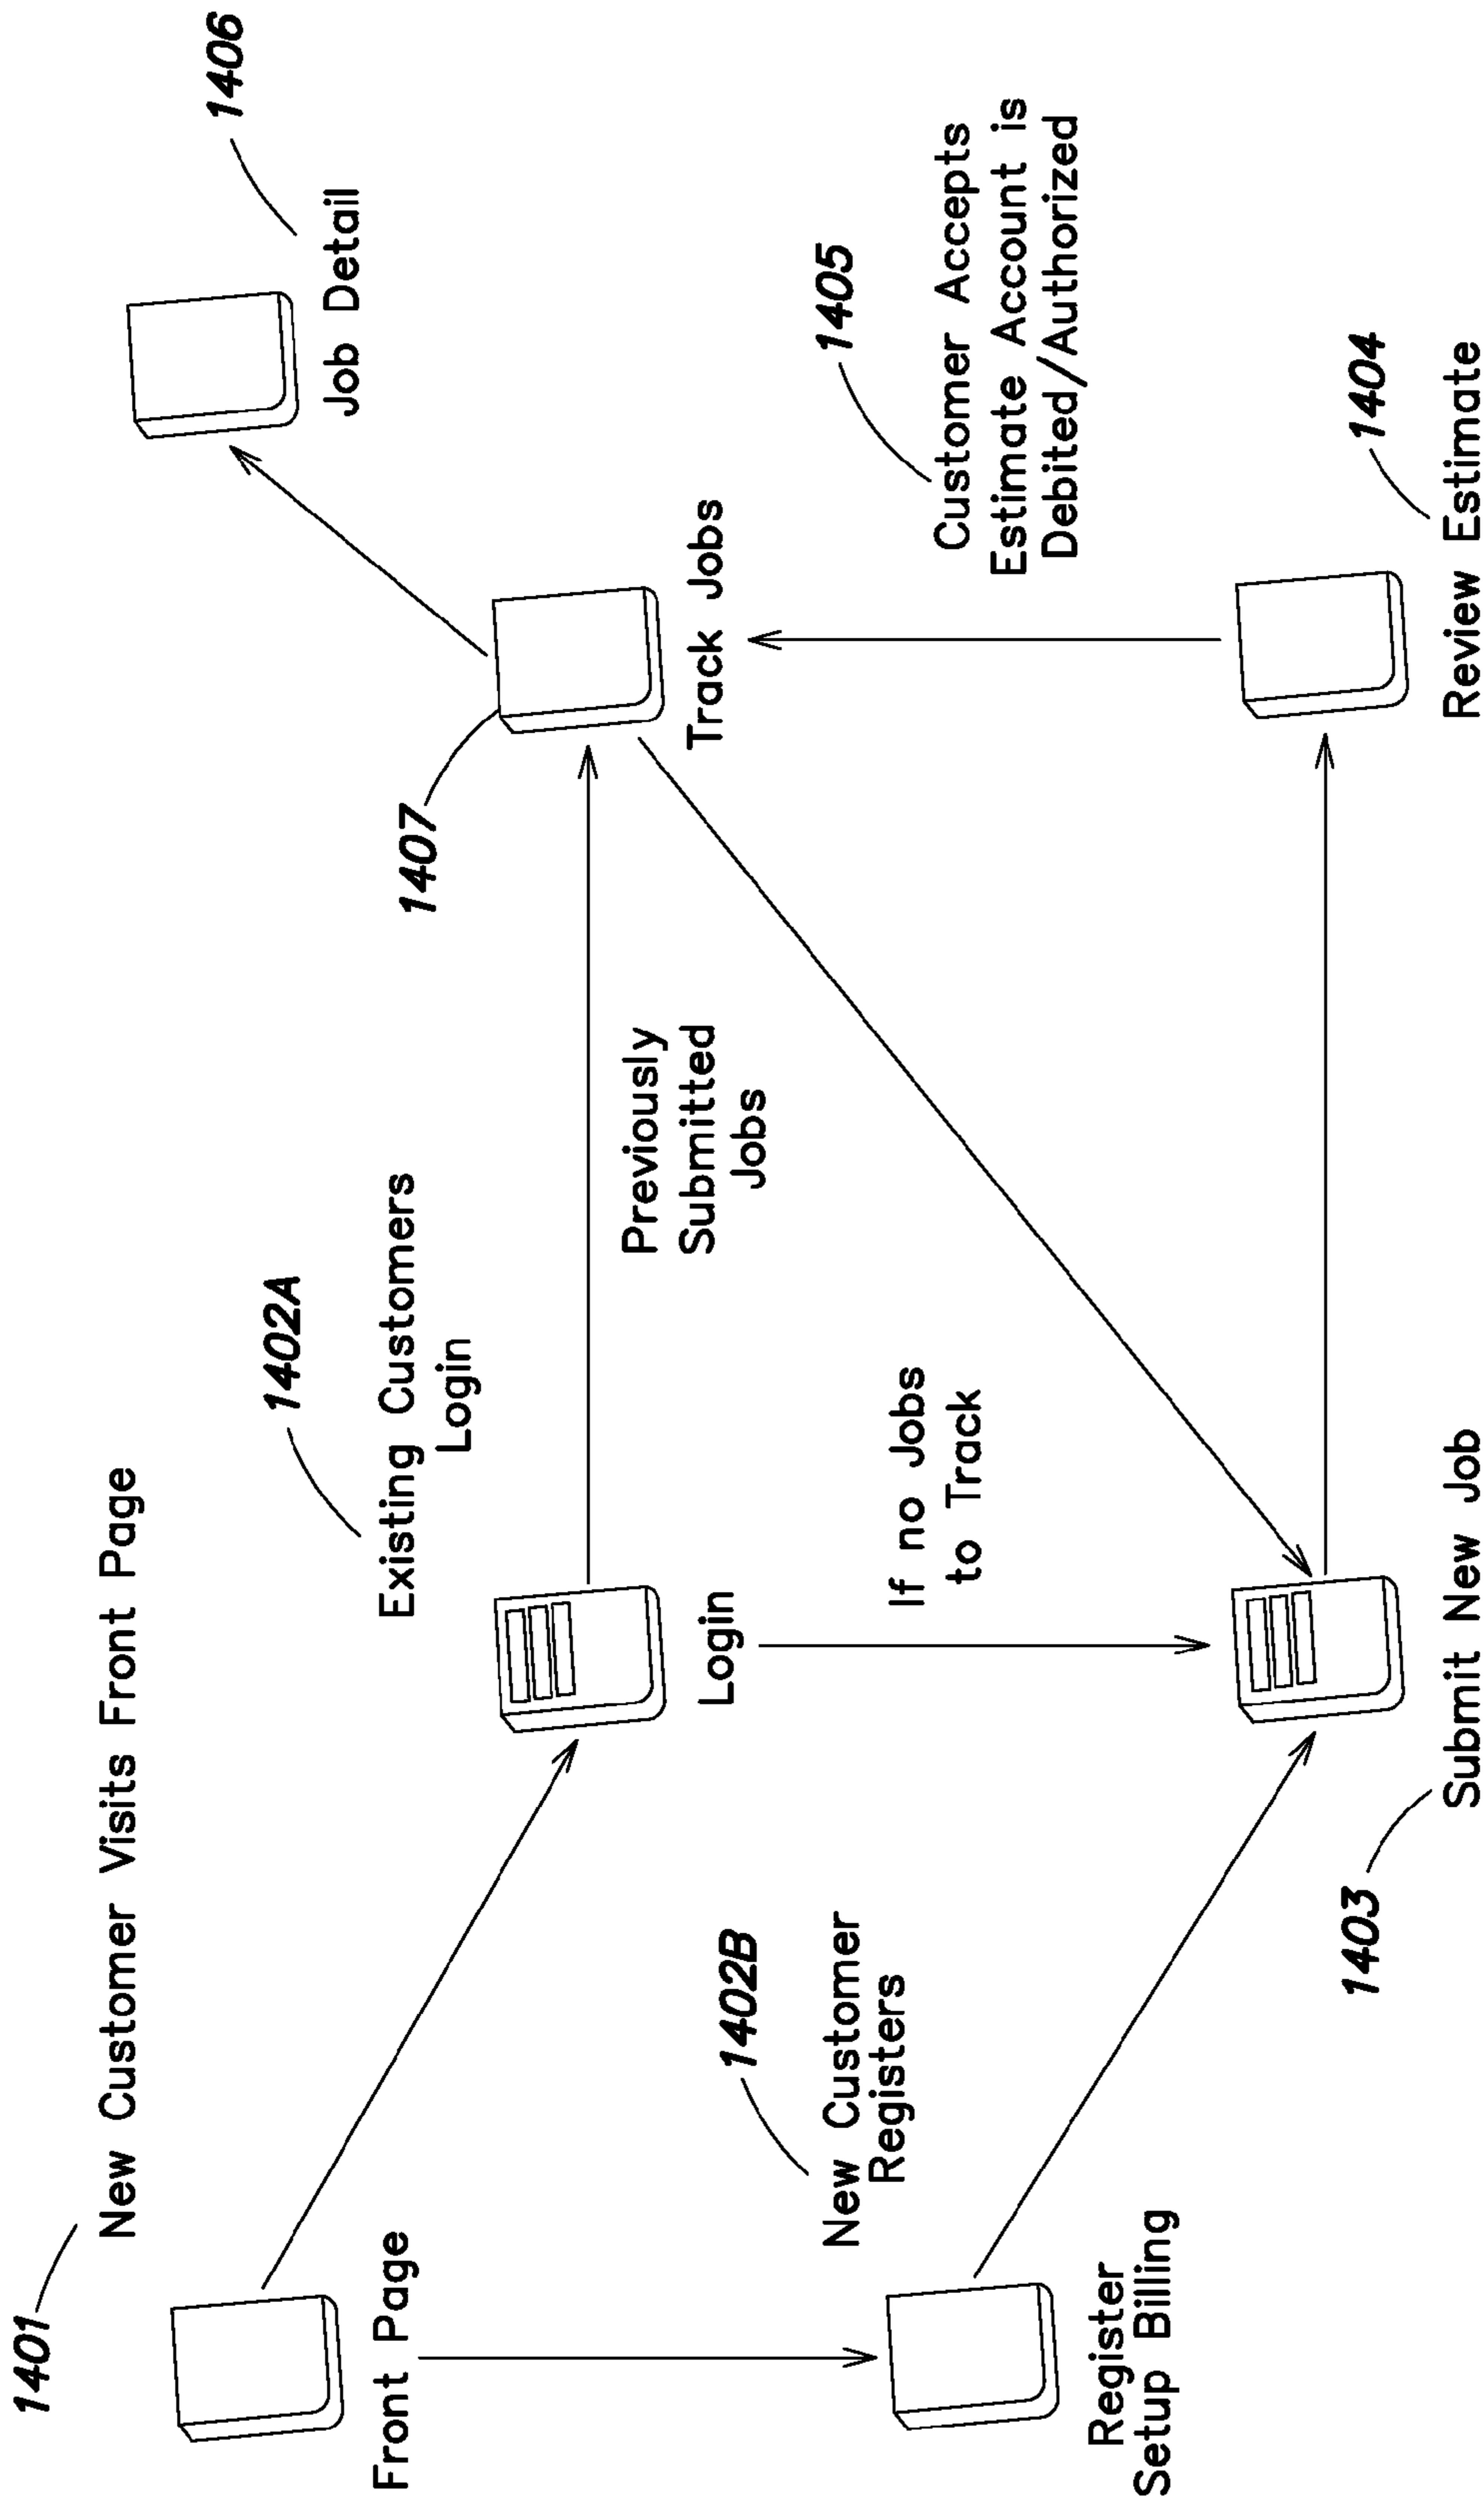 1401
New Customer Visits Front Page
Front Page
1402A
Existing Customers
Login
Login
1402B
New Customer
Registers
Register
Setup Billing
If no Jobs
to Track
1403
Submit New Job
Previously
Submitted
Jobs
1407
Track Jobs
1406
Job Detail
1405
Customer Accepts
Estimate Account is
Debited/Authorized
1404
Review Estimate